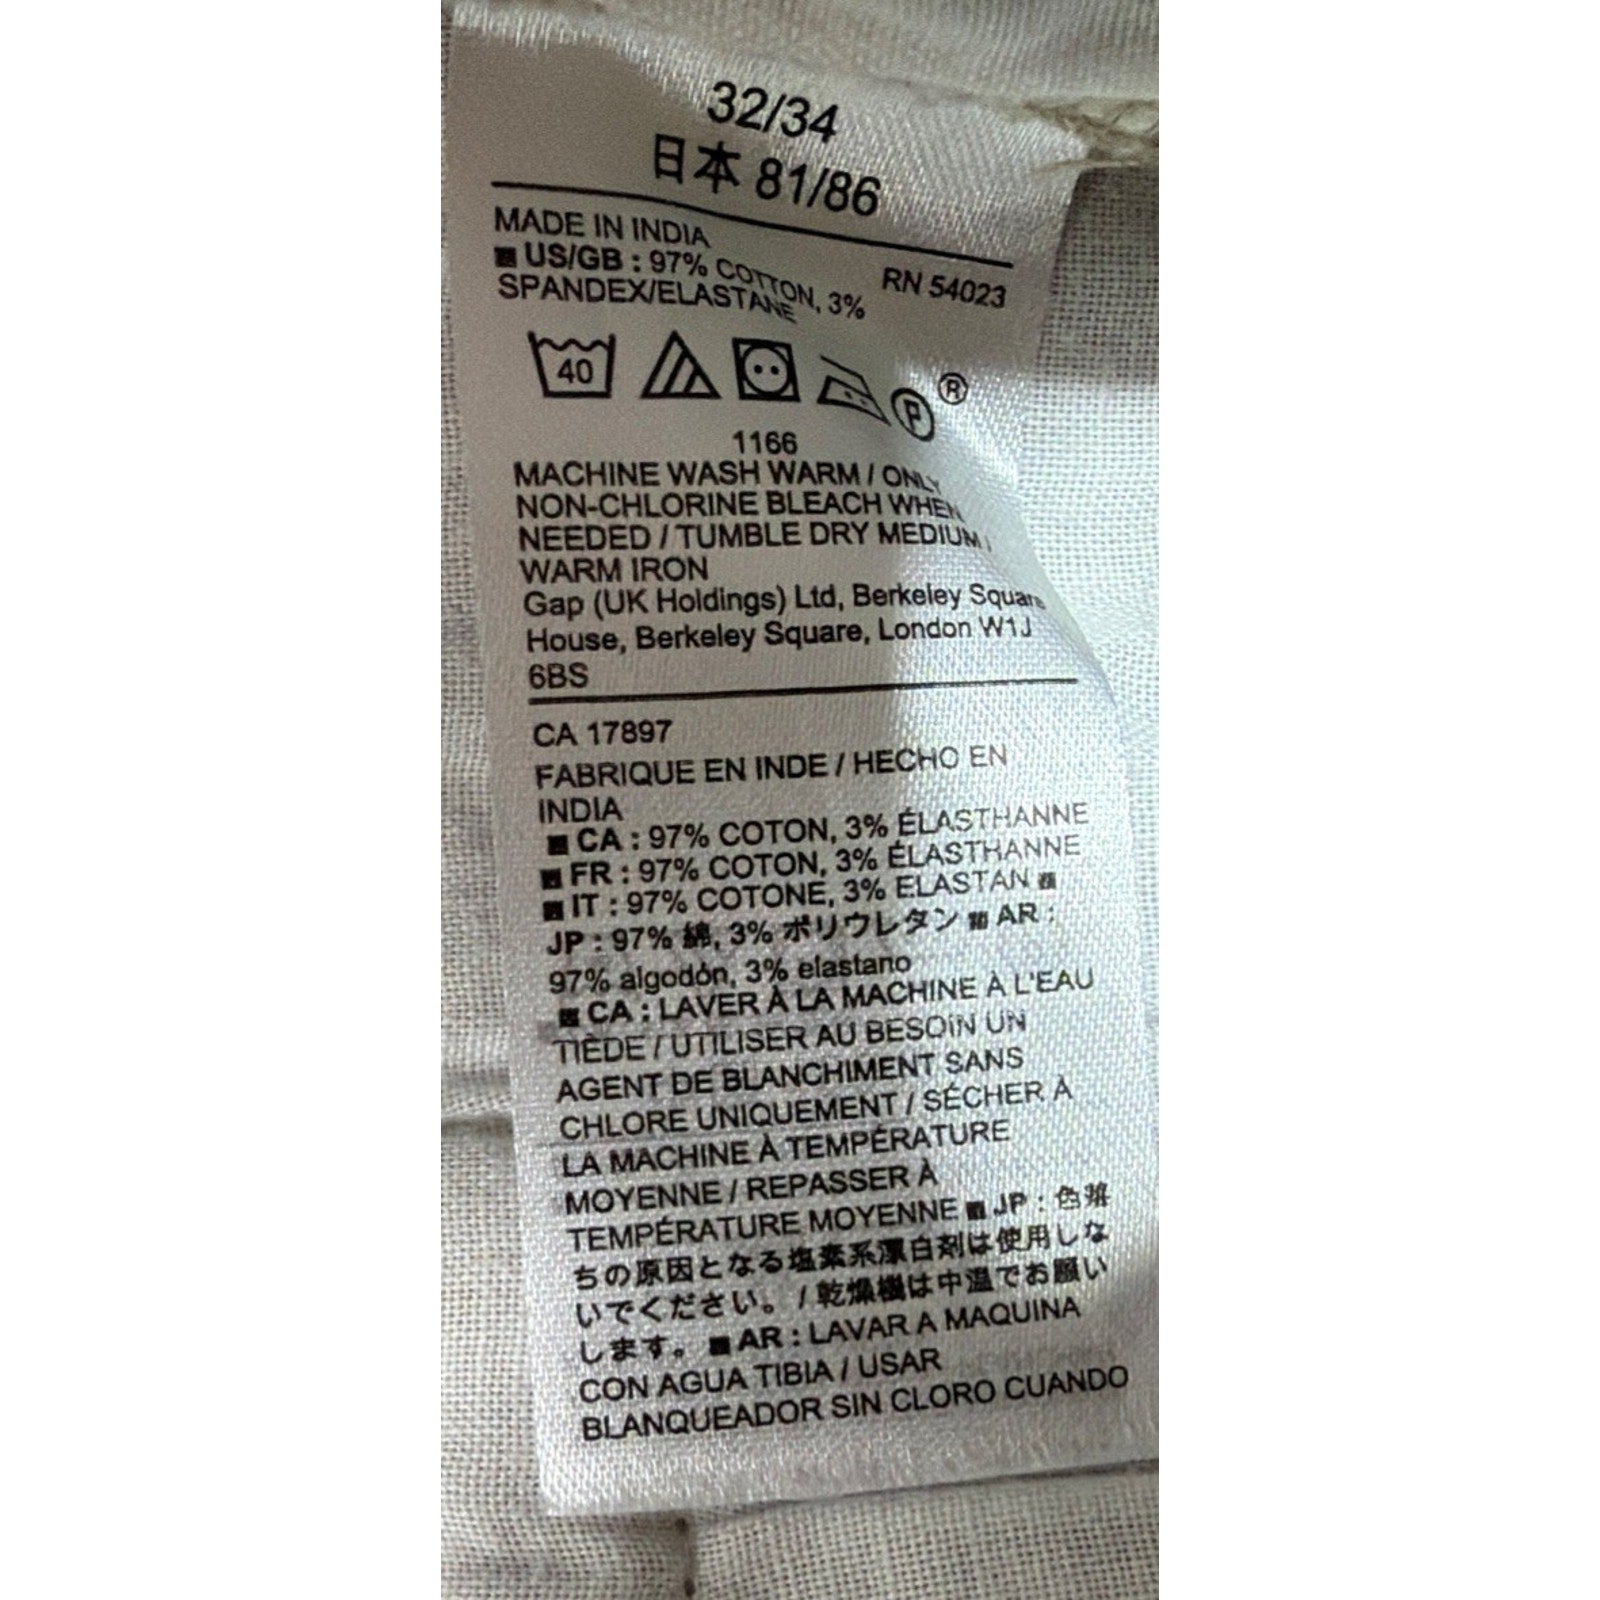 32/34
日本 81/86
MADE IN INDIA
RN 54023
■ US/GB : 97% COTTON, 3%
SPANDEX/ELASTANE
40
P ®
1166
MACHINE WASH WARM / ONLY
NON-CHLORINE BLEACH WHEN
NEEDED / TUMBLE DRY MEDIUM /
WARM IRON
Gap (UK Holdings) Ltd, Berkeley Square
House, Berkeley Square, London W1J
6BS
CA 17897
FABRIQUE EN INDE / HECHO EN
INDIA
■ CA : 97% COTON, 3% ÉLASTHANNE
■ FR : 97% COTON, 3% ÉLASTHANNE
■ IT : 97% COTONE, 3% ELASTAN ■
JP : 97% 綿, 3% ポリウレタン ■ AR :
97% algodón, 3% elastano
■ CA : LAVER À LA MACHINE À L'EAU
TIÈDE / UTILISER AU BESOIN UN
AGENT DE BLANCHIMENT SANS
CHLORE UNIQUEMENT / SÉCHER À
LA MACHINE À TEMPÉRATURE
MOYENNE / REPASSER À
TEMPÉRATURE MOYENNE ■ JP : 色落
ちの原因となる塩素系漂白剤は使用しな
いでください。 / 乾燥機は中温でお願い
します。 ■ AR : LAVAR A MAQUINA
CON AGUA TIBIA / USAR
BLANQUEADOR SIN CLORO CUANDO